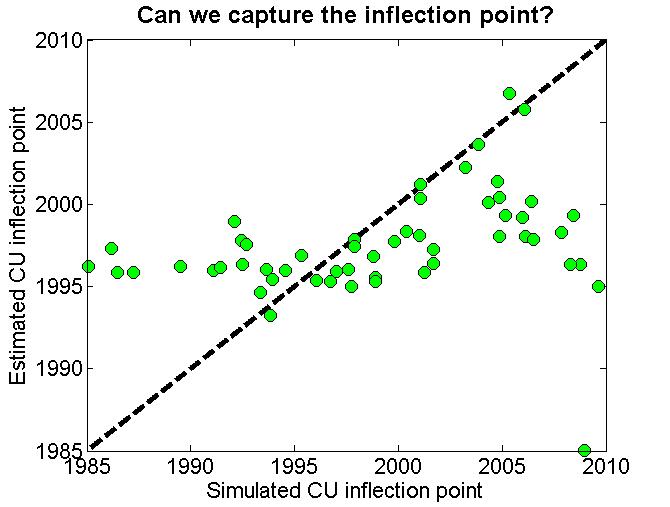 Can we capture the inflection point?
2010
2005
2000
1995
1990
1985
Estimated CU inflection point
1985 1990 1995 2000 2005 2010
Simulated CU inflection point